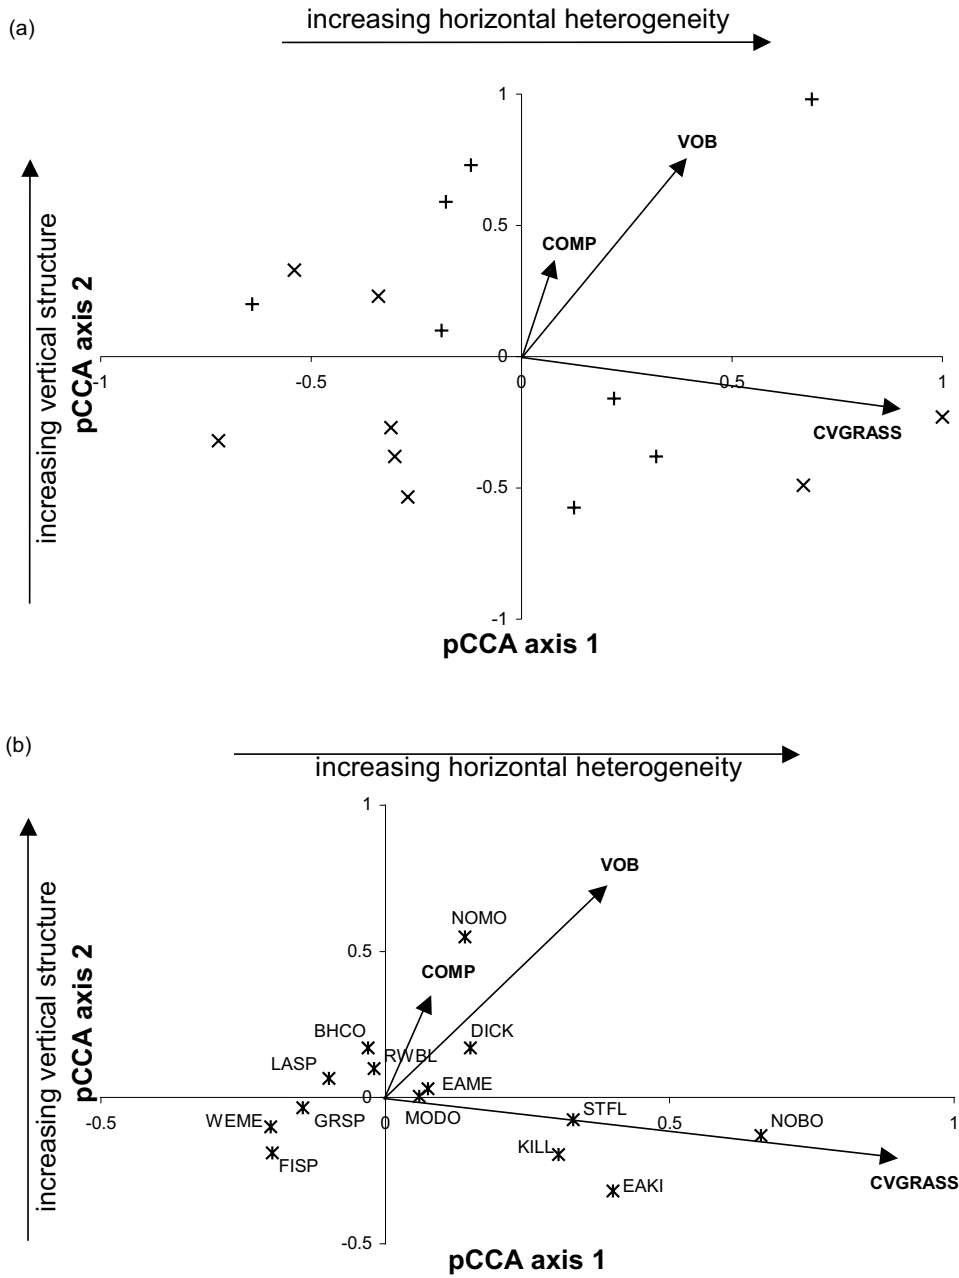 (a)
increasing horizontal heterogeneity
increasing vertical structure
pCCA axis 2
1
VOB
0.5
COMP
0
-1
-0.5
0
0.5
1
CVGRASS
-0.5
-1
pCCA axis 1
(b)
increasing horizontal heterogeneity
increasing vertical structure
pCCA axis 2
1
VOB
NOMO
0.5
COMP
BHCO
DICK
RWBL
LASP
EAME
0
-0.5
0
0.5
1
WEME
GRSP
MODO
STFL
NOBO
KILL
FISP
EAKI
CVGRASS
-0.5
pCCA axis 1